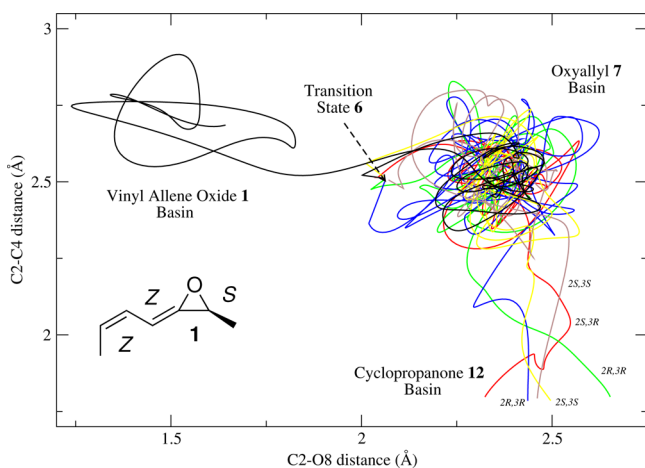 3
Oxyallyl 7
Basin
Transition
State 6
C2-C4 distance (Å)
2.5
Vinyl Allene Oxide 1
Basin
2S,3S
O
Z
S
2S,3R
2
1
Z
Cyclopropanone 12
Basin
2R,3R
2R,3R
2S,3S
1.5
2
2.5
C2-O8 distance (Å)